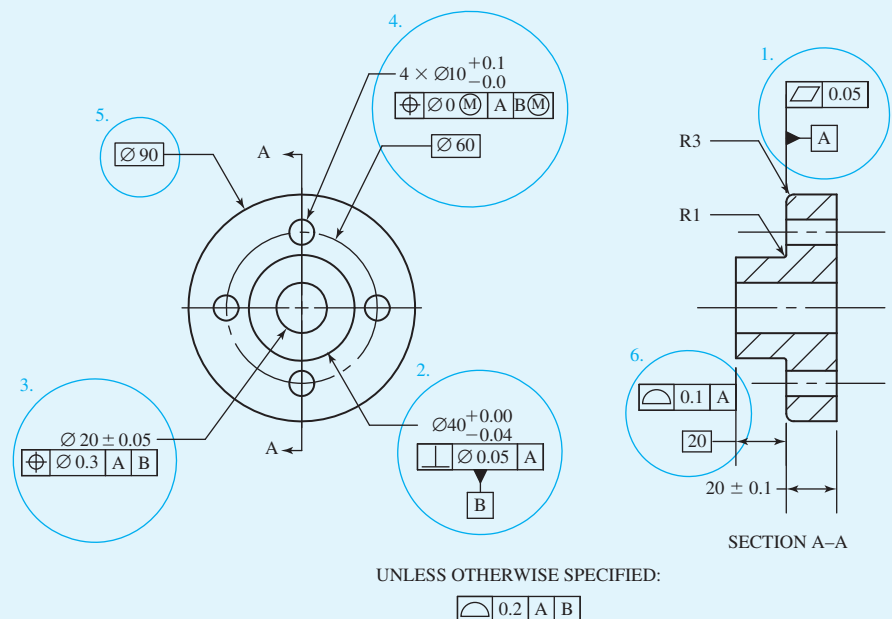 4.
4 × ∅10 +0.1 -0.0
⌖ ∅ 0 Ⓜ A B Ⓜ
∅ 60
5.
∅ 90
A
A
3.
∅ 20 ± 0.05
⌖ ∅ 0.3 A B
2.
∅40 +0.00 -0.04
⟂ ∅ 0.05 A
B
1.
⏥ 0.05
A
R3
R1
6.
⌓ 0.1 A
20
20 ± 0.1
SECTION A–A
UNLESS OTHERWISE SPECIFIED:
⌓ 0.2 A B